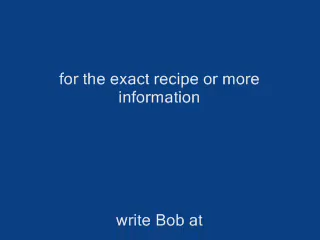 for the exact recipe or more
information
write Bob at